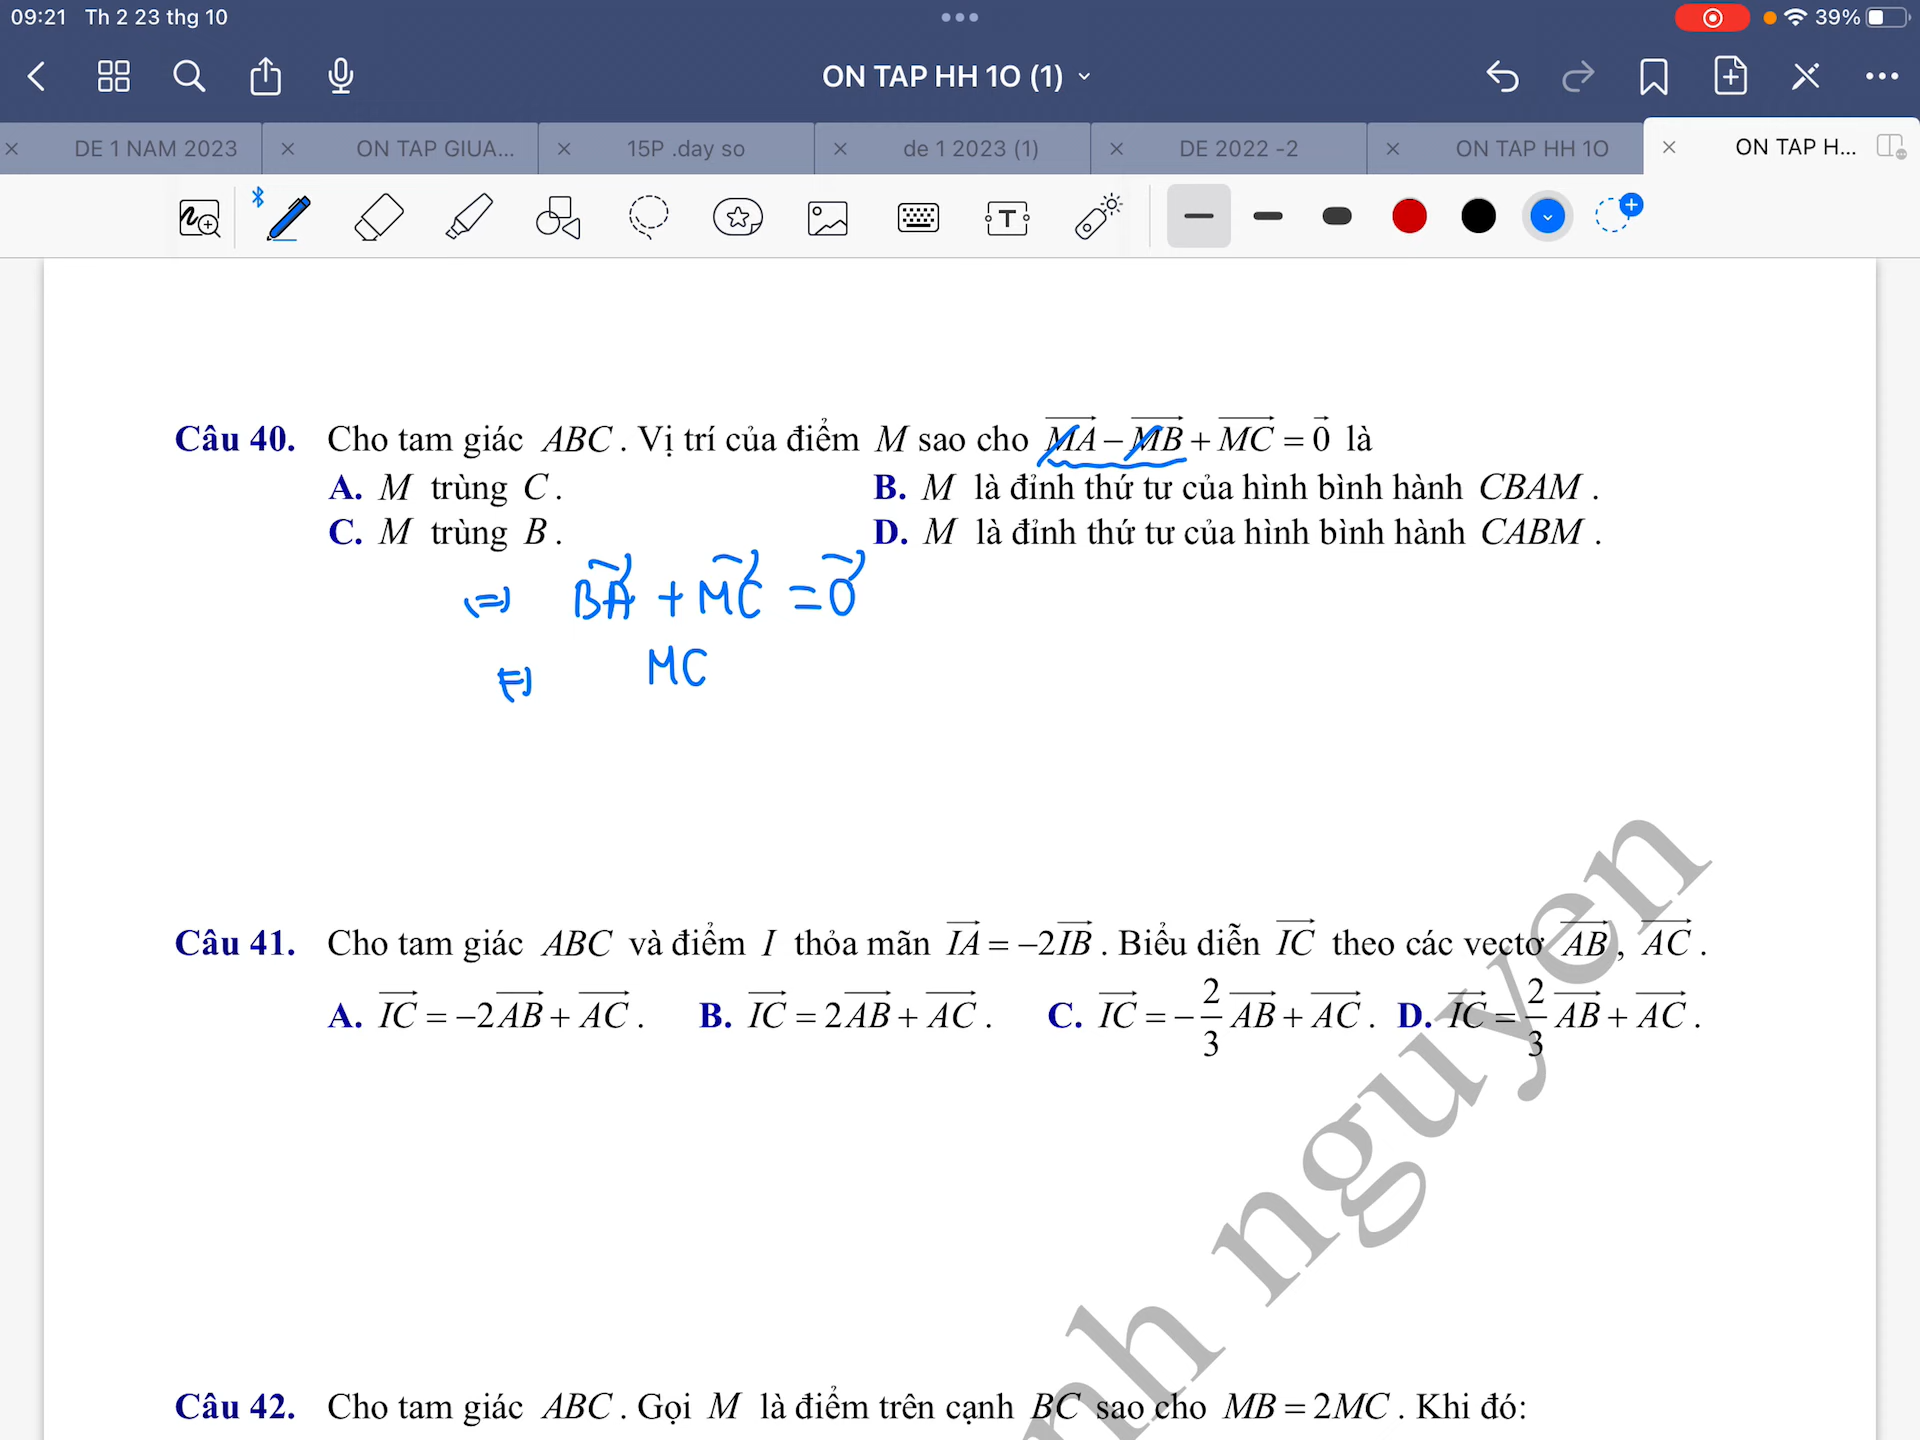 09:21 Th 2 23 thg 10 39%
ON TAP HH 1O (1)
DE 1 NAM 2023 ON TAP GIUA... 15P .day so de 1 2023 (1) DE 2022 -2 ON TAP HH 1O ON TAP H...
Câu 40. Cho tam giác ABC . Vị trí của điểm M sao cho MA − MB + MC = 0 là
A. M trùng C . B. M là đỉnh thứ tư của hình bình hành CBAM .
C. M trùng B . D. M là đỉnh thứ tư của hình bình hành CABM .
(=) BA + MC = 0
MC
Câu 41. Cho tam giác ABC và điểm I thỏa mãn IA = −2IB . Biểu diễn IC theo các vectơ AB , AC .
A. IC = −2AB + AC . B. IC = 2AB + AC . C. IC = −2/3 AB + AC . D. IC = 2/3 AB + AC .
Câu 42. Cho tam giác ABC . Gọi M là điểm trên cạnh BC sao cho MB = 2MC . Khi đó:
nh nguyen